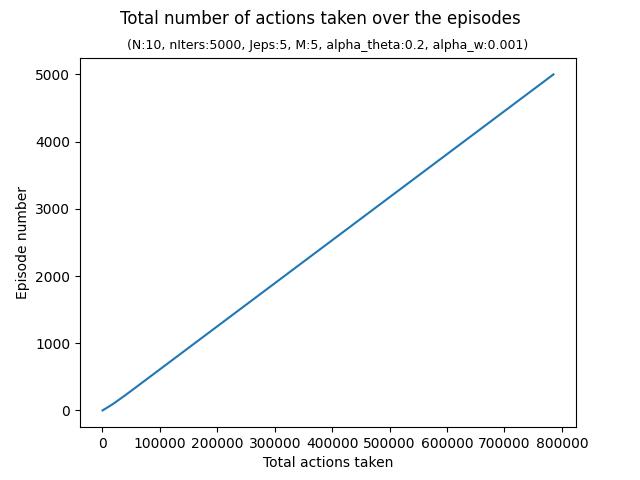 Total number of actions taken over the episodes
(N:10, nIters:5000, Jeps:5, M:5, alpha_theta:0.2, alpha_w:0.001)
5000
4000
3000
2000
1000
0
Episode number
0 100000 200000 300000 400000 500000 600000 700000 800000
Total actions taken